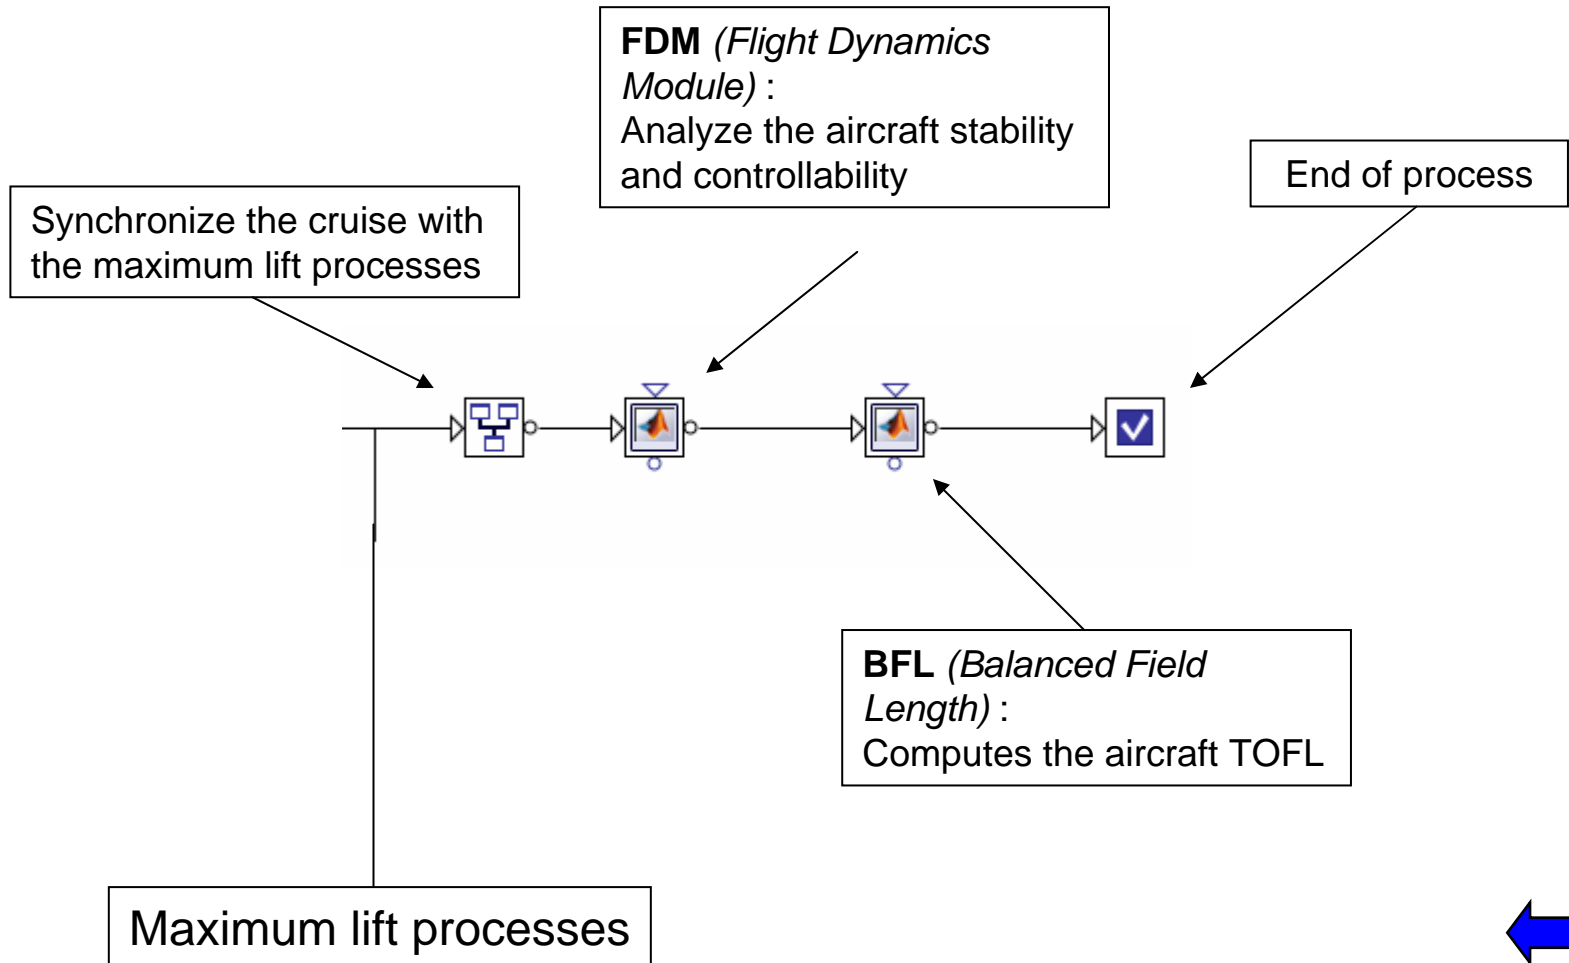 FDM (Flight Dynamics
Module) :
Analyze the aircraft stability
and controllability
End of process
Synchronize the cruise with
the maximum lift processes
BFL (Balanced Field
Length) :
Computes the aircraft TOFL
Maximum lift processes